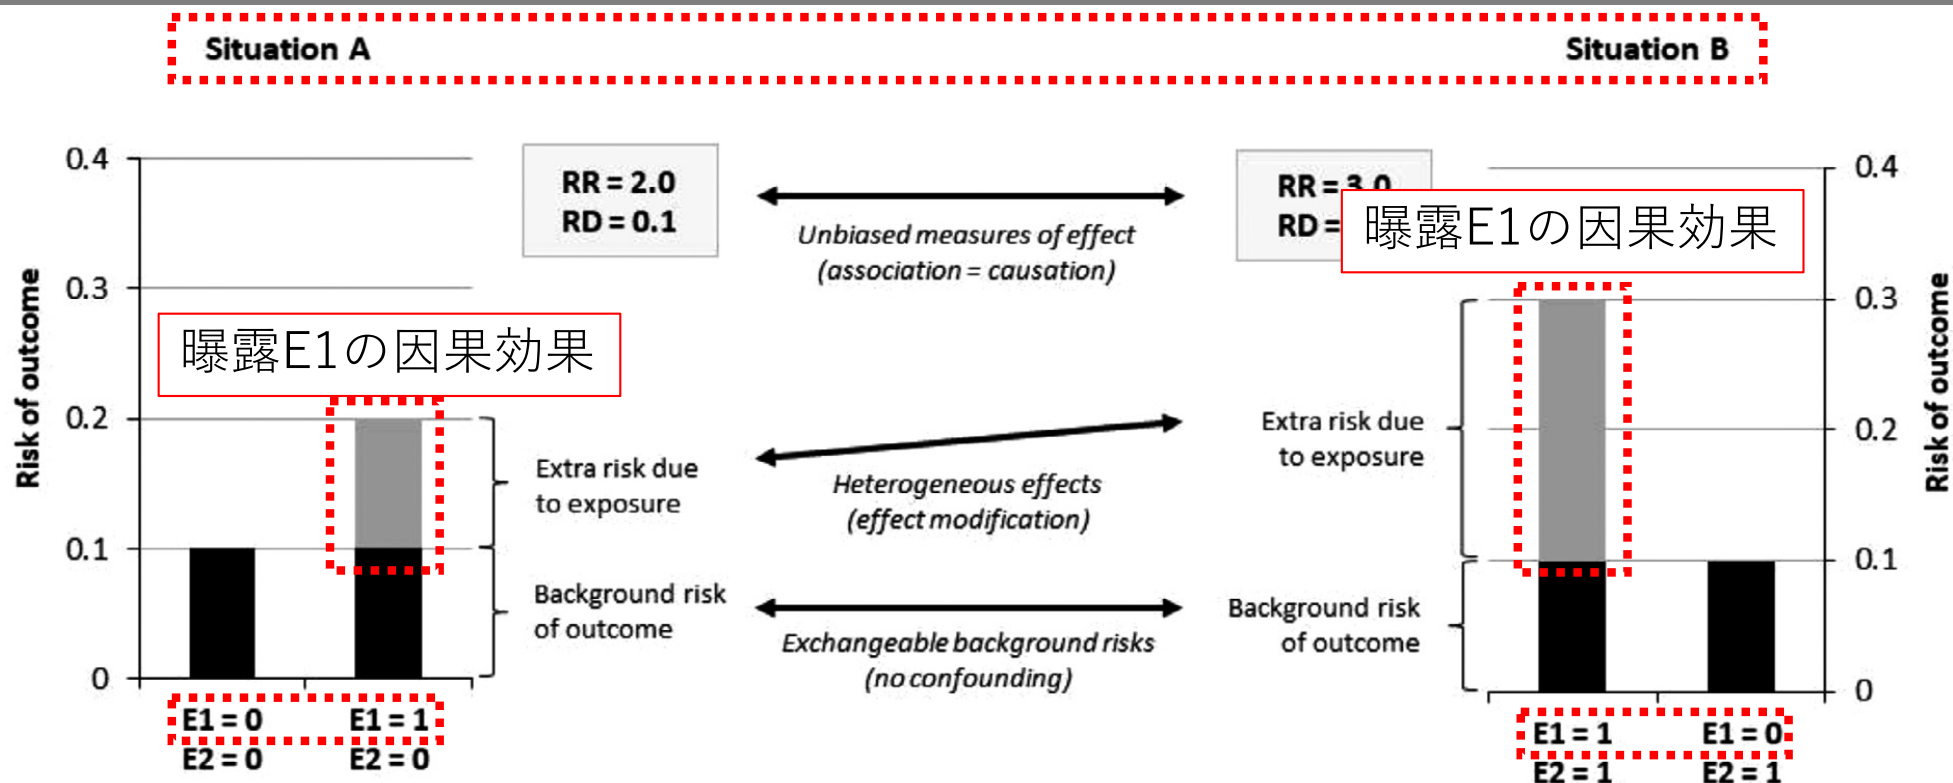 Situation A
Situation B
0.4
0.3
0.2
0.1
0
Risk of outcome
RR = 2.0
RD = 0.1
曝露E1の因果効果
Extra risk due
to exposure
Background risk
of outcome
E1 = 0
E1 = 1
E2 = 0
E2 = 0
Unbiased measures of effect
(association = causation)
Heterogeneous effects
(effect modification)
Exchangeable background risks
(no confounding)
RR = 3.0
RD =
曝露E1の因果効果
Extra risk due
to exposure
Background risk
of outcome
0.4
0.3
0.2
0.1
0
Risk of outcome
E1 = 1
E1 = 0
E2 = 1
E2 = 1